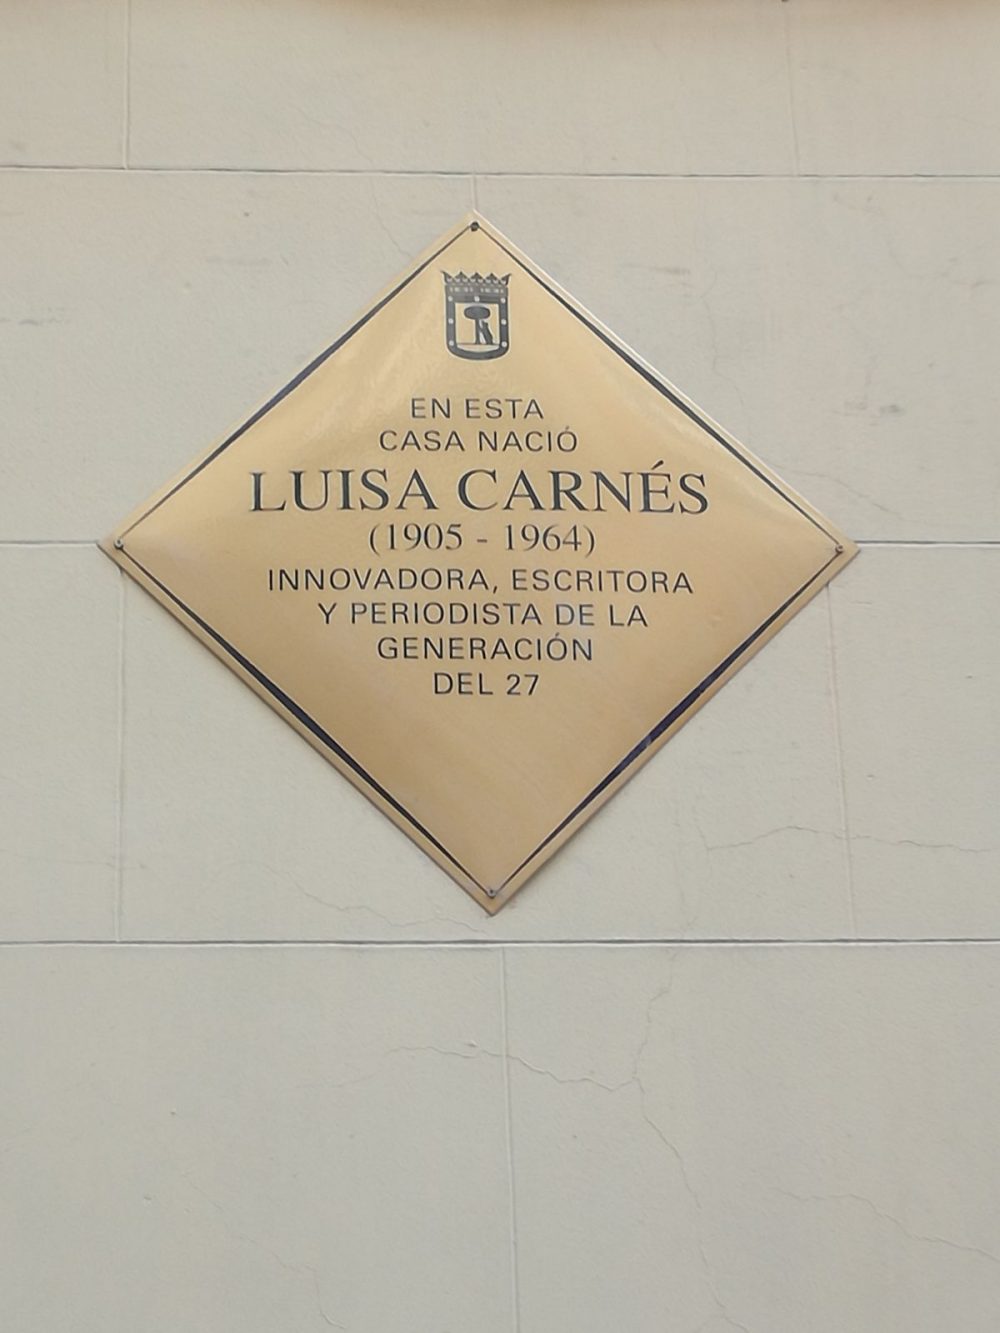 EN ESTA
CASA NACIÓ
LUISA CARNÉS
(1905 - 1964)
INNOVADORA, ESCRITORA
Y PERIODISTA DE LA
GENERACIÓN
DEL 27